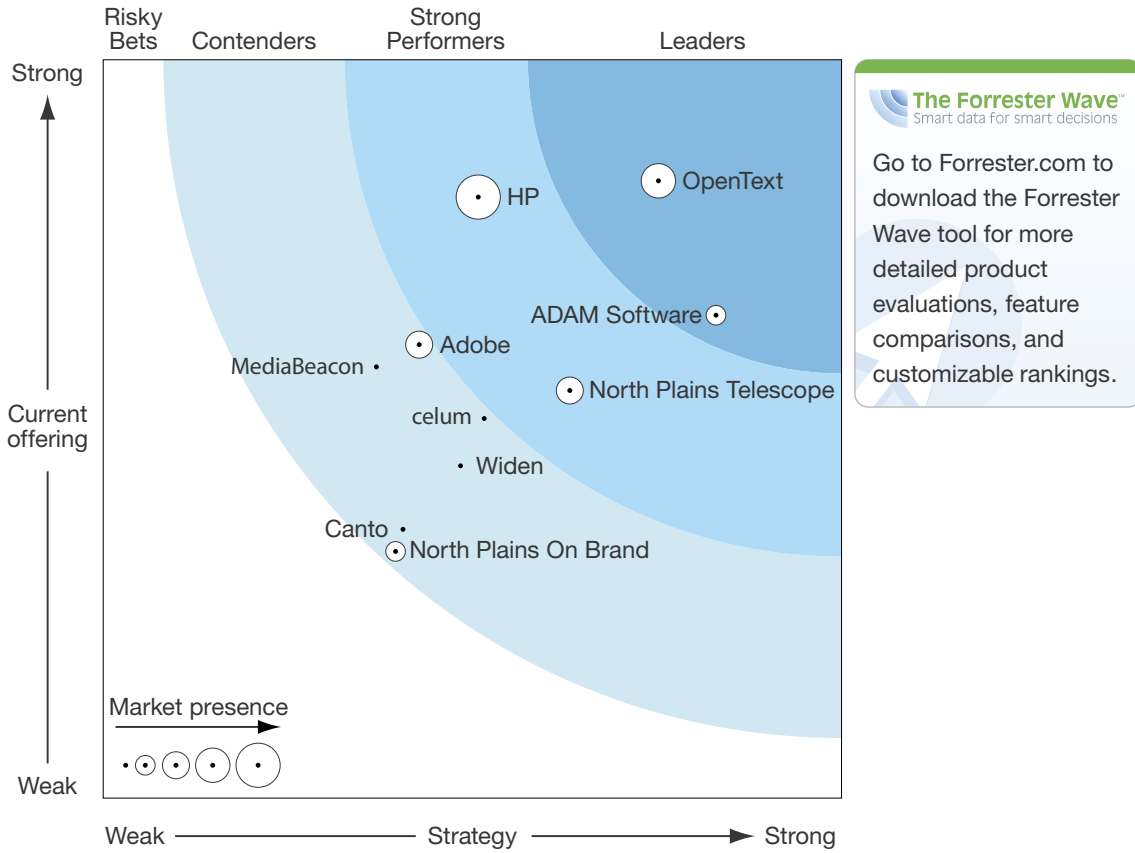 Risky
Bets
Contenders
Strong
Performers
Leaders
Strong
Current
offering
Weak
HP
OpenText
ADAM Software
Adobe
MediaBeacon
North Plains Telescope
celum
Widen
Canto
North Plains On Brand
Market presence
Weak
Strategy
Strong
The Forrester Wave™
Smart data for smart decisions
Go to Forrester.com to
download the Forrester
Wave tool for more
detailed product
evaluations, feature
comparisons, and
customizable rankings.